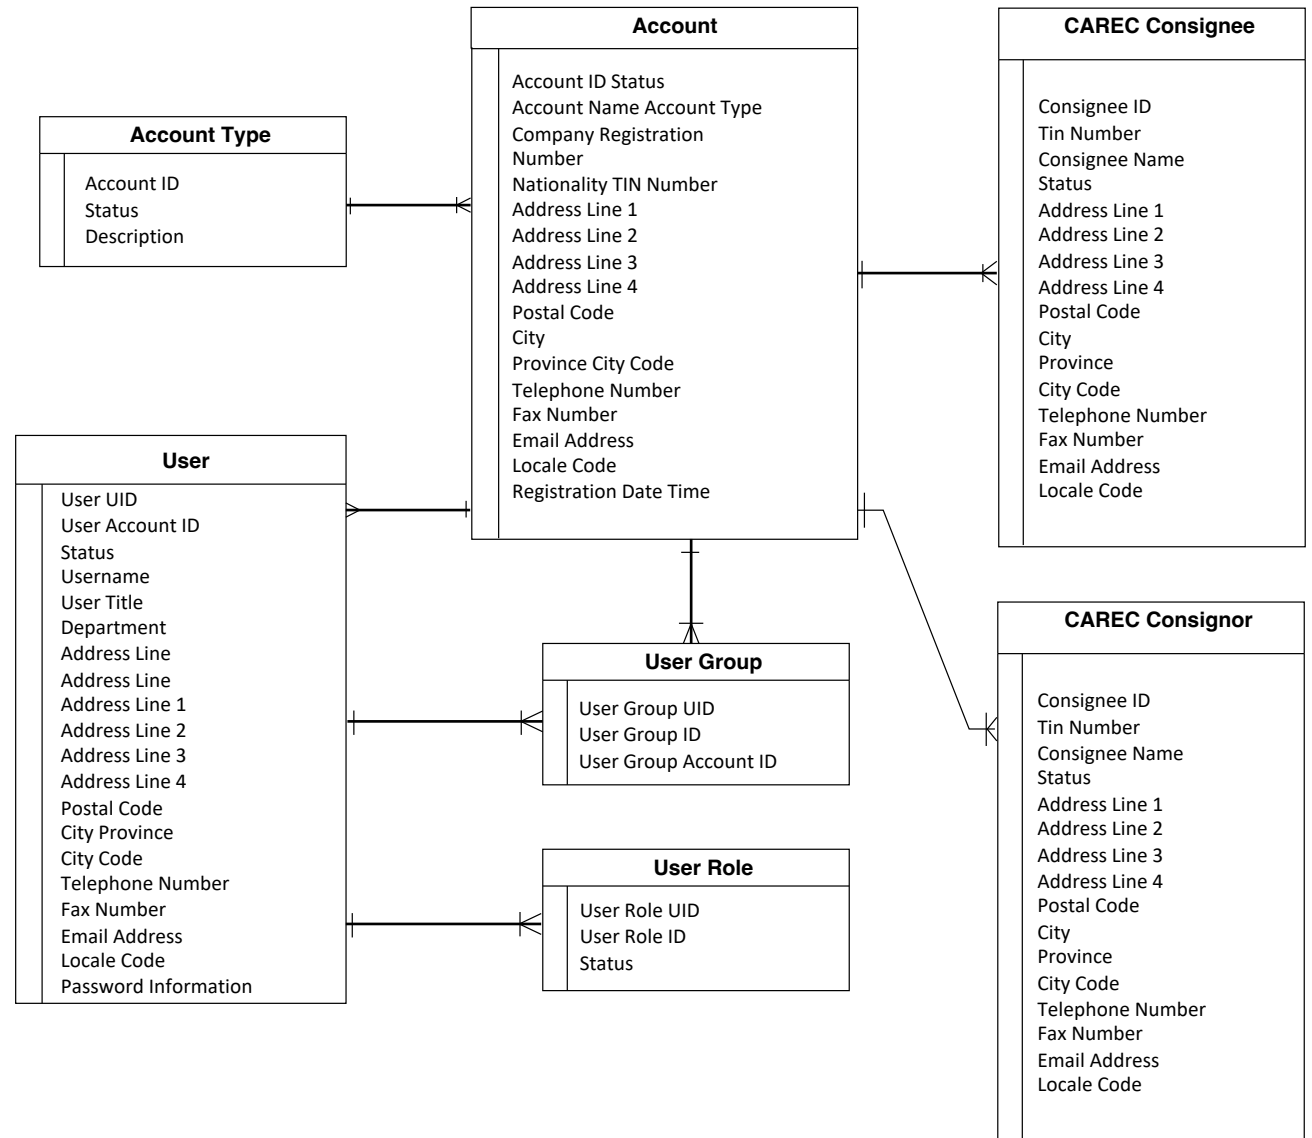 Account
Account ID Status
Account Name Account Type
Company Registration
Number
Nationality TIN Number
Address Line 1
Address Line 2
Address Line 3
Address Line 4
Postal Code
City
Province City Code
Telephone Number
Fax Number
Email Address
Locale Code
Registration Date Time
CAREC Consignee
Consignee ID
Tin Number
Consignee Name
Status
Address Line 1
Address Line 2
Address Line 3
Address Line 4
Postal Code
City
Province
City Code
Telephone Number
Fax Number
Email Address
Locale Code
Account Type
Account ID
Status
Description
User
User UID
User Account ID
Status
Username
User Title
Department
Address Line
Address Line
Address Line 1
Address Line 2
Address Line 3
Address Line 4
Postal Code
City Province
City Code
Telephone Number
Fax Number
Email Address
Locale Code
Password Information
User Group
User Group UID
User Group ID
User Group Account ID
User Role
User Role UID
User Role ID
Status
CAREC Consignor
Consignee ID
Tin Number
Consignee Name
Status
Address Line 1
Address Line 2
Address Line 3
Address Line 4
Postal Code
City
Province
City Code
Telephone Number
Fax Number
Email Address
Locale Code